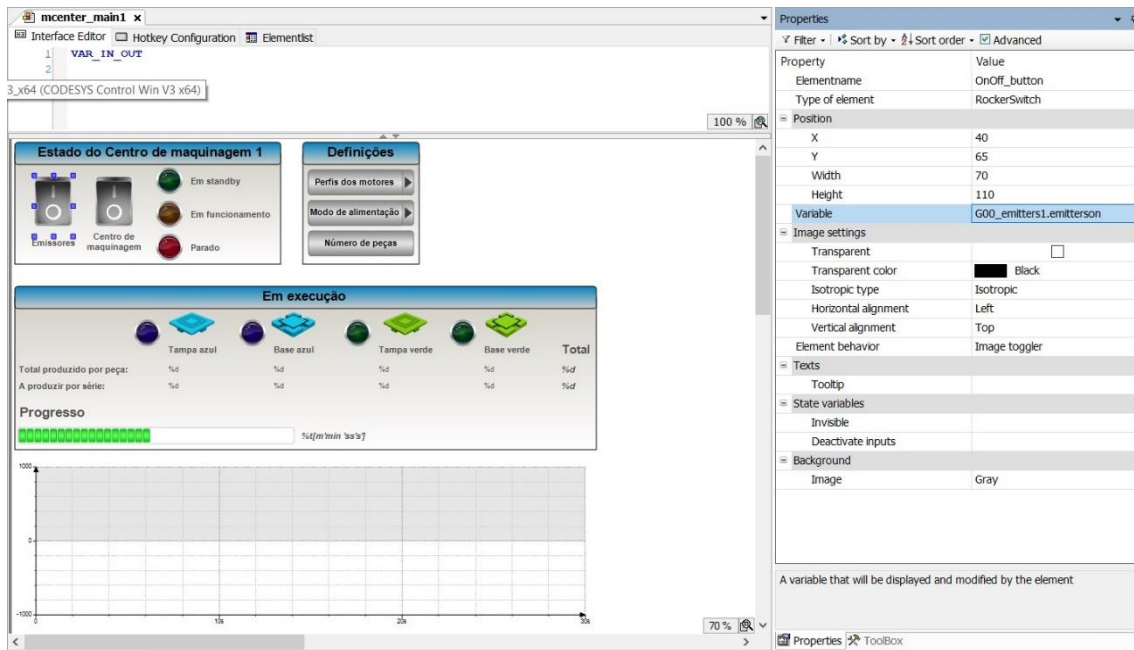 mcenter_main1 x
Interface Editor Hotkey Configuration Elementlist
1 VAR_IN_OUT
2
3_x64 (CODESYS Control Win V3 x64)
100 %
Estado do Centro de maquinagem 1
Emissores
Centro de
maquinagem
Em standby
Em funcionamento
Parado
Definições
Perfis dos motores
Modo de alimentação
Número de peças
Em execução
Tampa azul Base azul Tampa verde Base verde Total
Total produzido por peça: %d %d %d %d %d
A produzir por série: %d %d %d %d %d
Progresso
%t[m'min 'ss's']
1000
0
-1000
0 10s 20s 30s
70 %
Properties
Filter Sort by Sort order Advanced
Property Value
Elementname OnOff_button
Type of element RockerSwitch
Position
X 40
Y 65
Width 70
Height 110
Variable G00_emitters1.emitterson
Image settings
Transparent
Transparent color Black
Isotropic type Isotropic
Horizontal alignment Left
Vertical alignment Top
Element behavior Image toggler
Texts
Tooltip
State variables
Invisible
Deactivate inputs
Background
Image Gray
A variable that will be displayed and modified by the element
Properties ToolBox